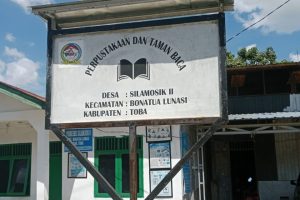 PERPUSTAKAAN DAN TAMAN BACA
DESA : SILAMOSIK II
KECAMATAN : BONATUA LUNASI
KABUPATEN : TOBA